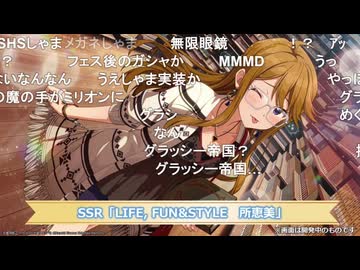 SHSしゃまメガネしゃま 無限眼鏡 ！？ アッ
？ フェス後のガシャか MMMD うっ
いなんなん うえしゃま実装か やっ
の魔の手がミリオンに グラ
グラシ
なん
グラッシー帝国？
グラッシー帝国…
SSR「LIFE, FUN&STYLE 所恵美」
※画面は開発中のものです